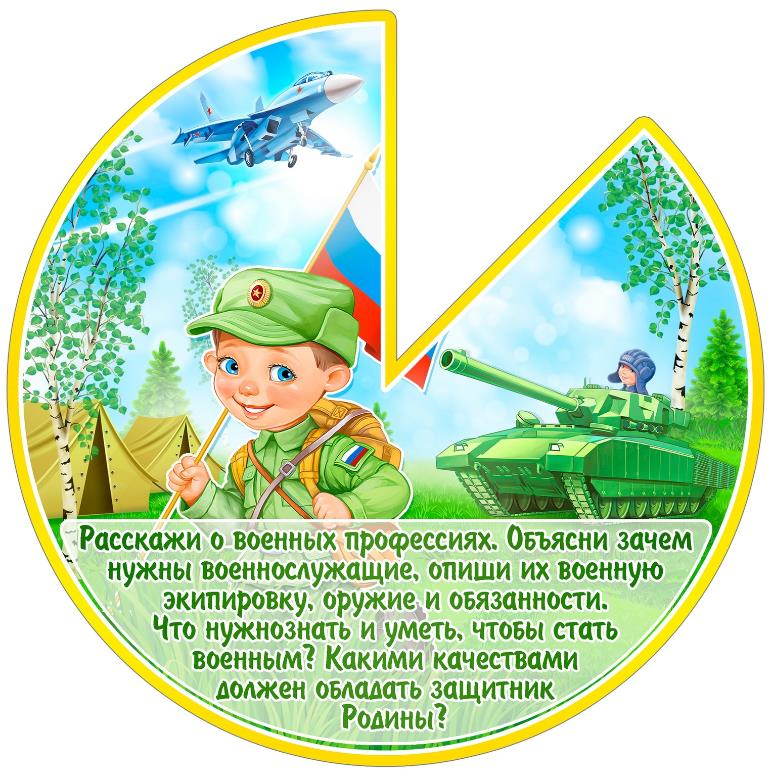 Расскажи о военных профессиях. Объясни зачем
нужны военнослужащие, опиши их военную
экипировку, оружие и обязанности.
Что нужнознать и уметь, чтобы стать
военным? Какими качествами
должен обладать защитник
Родины?